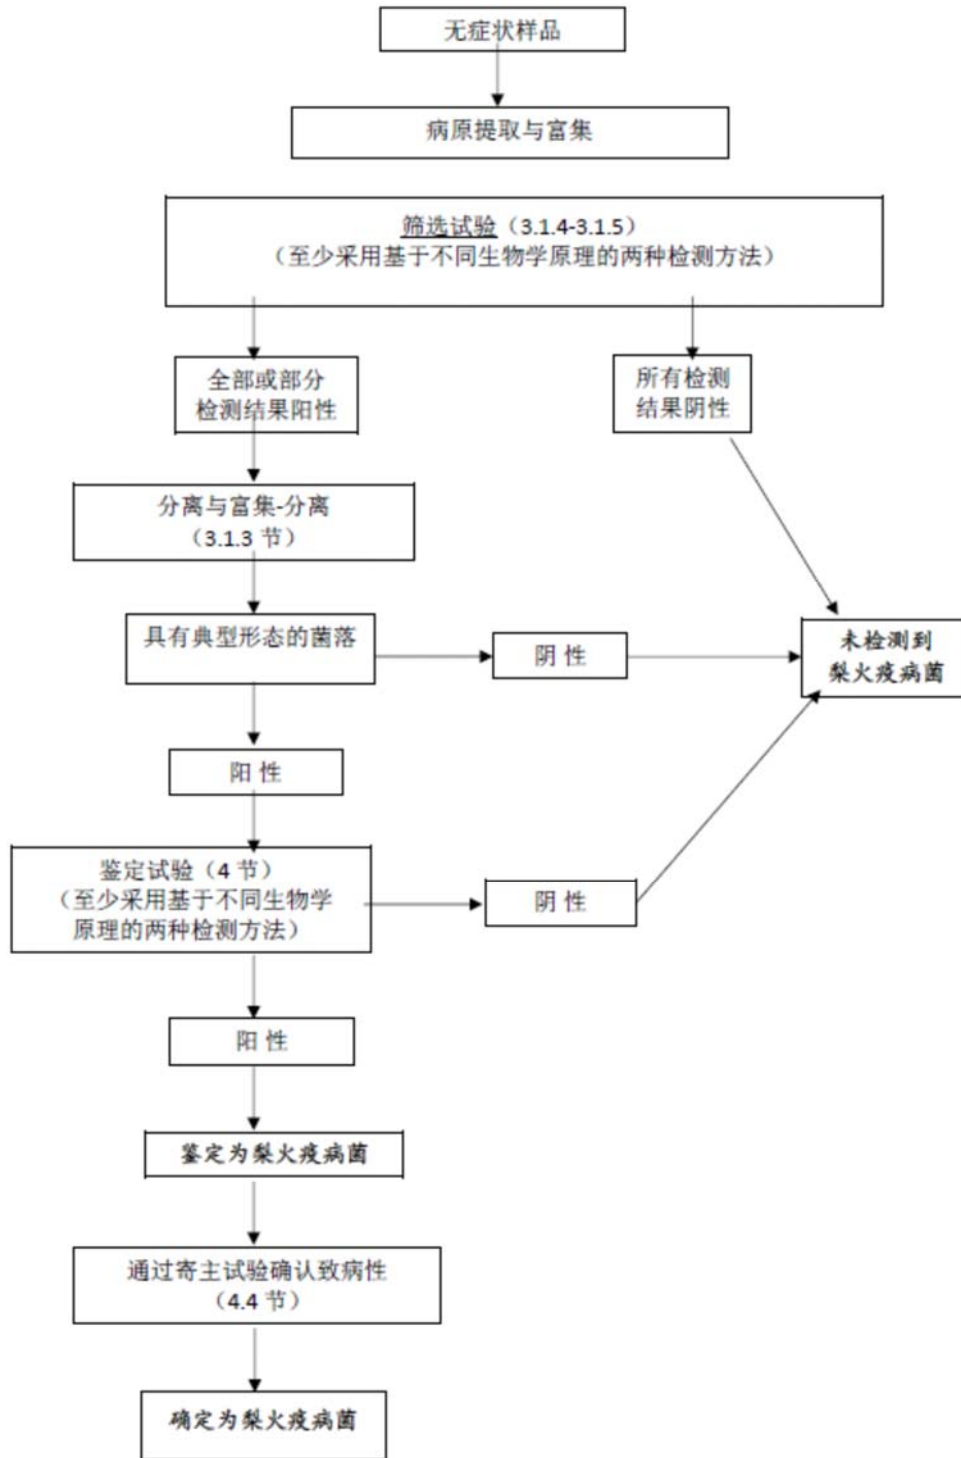 无症状样品
病原提取与富集
筛选试验（3.1.4-3.1.5）
（至少采用基于不同生物学原理的两种检测方法）
全部或部分
检测结果阳性
所有检测
结果阴性
分离与富集-分离
（3.1.3 节）
具有典型形态的菌落
阴 性
未检测到
梨火疫病菌
阳 性
鉴定试验（4 节）
（至少采用基于不同生物学
原理的两种检测方法）
阴 性
阳 性
鉴定为梨火疫病菌
通过寄主试验确认致病性
（4.4 节）
确定为梨火疫病菌